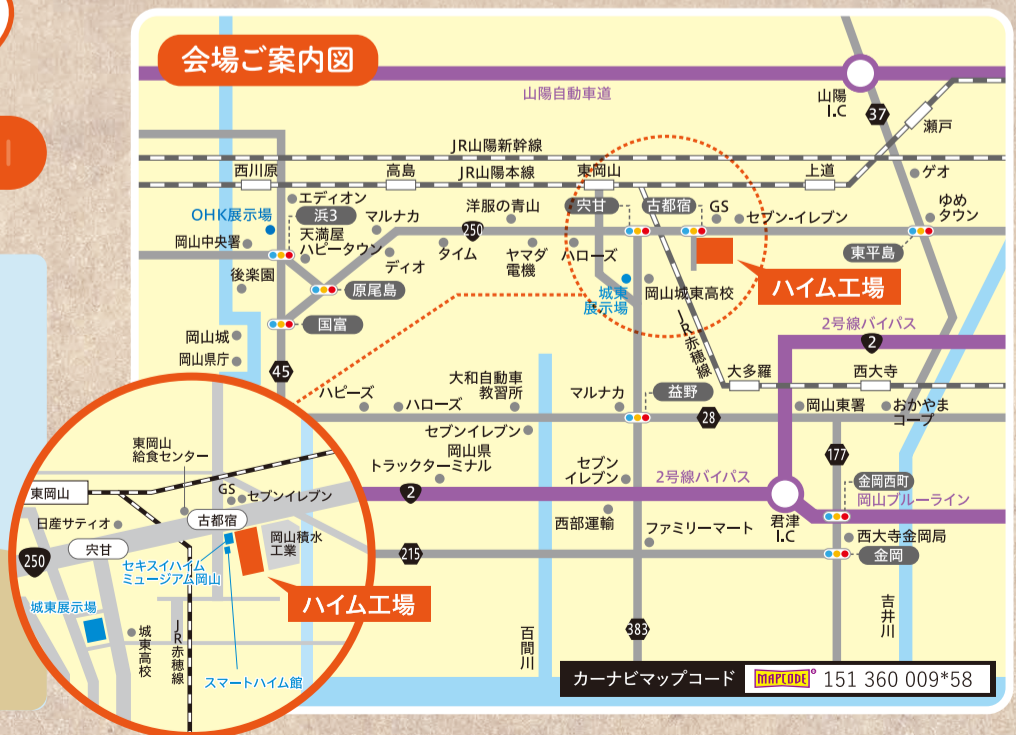 会場ご案内図
山陽自動車道
山陽
I.C
37
瀬戸
JR山陽新幹線
JR山陽本線
西川原
高島
東岡山
上道
ゲオ
エディオン
OHK展示場
浜3
マルナカ
洋服の青山
宍甘
古都宿
GS
セブン-イレブン
ゆめ
タウン
岡山中央署
天満屋
ハピータウン
ディオ
250
タイム
ヤマダ
電機
ハローズ
東平島
後楽園
原尾島
城東
展示場
岡山城東高校
ハイム工場
国富
岡山城
岡山県庁
JR赤穂線
2号線バイパス
2
45
大多羅
西大寺
ハピーズ
ハローズ
大和自動車
教習所
マルナカ
益野
28
岡山東署
おかやま
コープ
セブンイレブン
岡山県
トラックターミナル
セブン
イレブン
177
2
2号線バイパス
金岡西町
岡山ブルーライン
西部運輸
ファミリーマート
君津
I.C
西大寺金岡局
215
金岡
383
百間川
吉井川
東岡山
給食センター
東岡山
GS
セブンイレブン
日産サティオ
古都宿
宍甘
岡山積水
工業
250
セキスイハイム
ミュージアム岡山
ハイム工場
城東展示場
城東高校
JR赤穂線
スマートハイム館
カーナビマップコード
MAPCODE 151 360 009*58